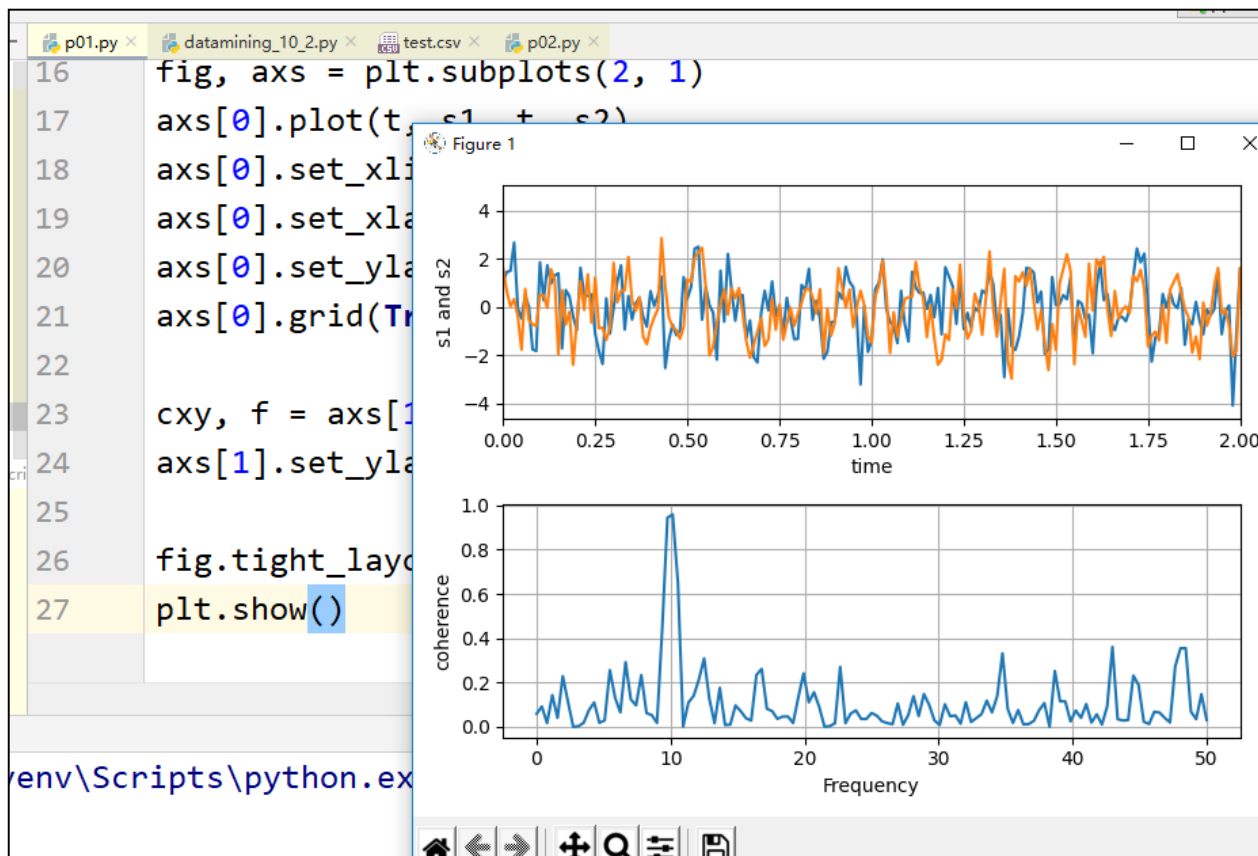 p01.py datamining_10_2.py test.csv p02.py
16 fig, axs = plt.subplots(2, 1)
17 axs[0].plot(t, s1, t, s2)
18 axs[0].set_xli
19 axs[0].set_xla
20 axs[0].set_yla
21 axs[0].grid(Tr
22
23 cxy, f = axs[1
24 axs[1].set_yla
25
26 fig.tight_layo
27 plt.show()
cri
venv\Scripts\python.ex
Figure 1
s1 and s2
4
2
0
−2
−4
0.00 0.25 0.50 0.75 1.00 1.25 1.50 1.75 2.00
time
coherence
1.0
0.8
0.6
0.4
0.2
0.0
0 10 20 30 40 50
Frequency